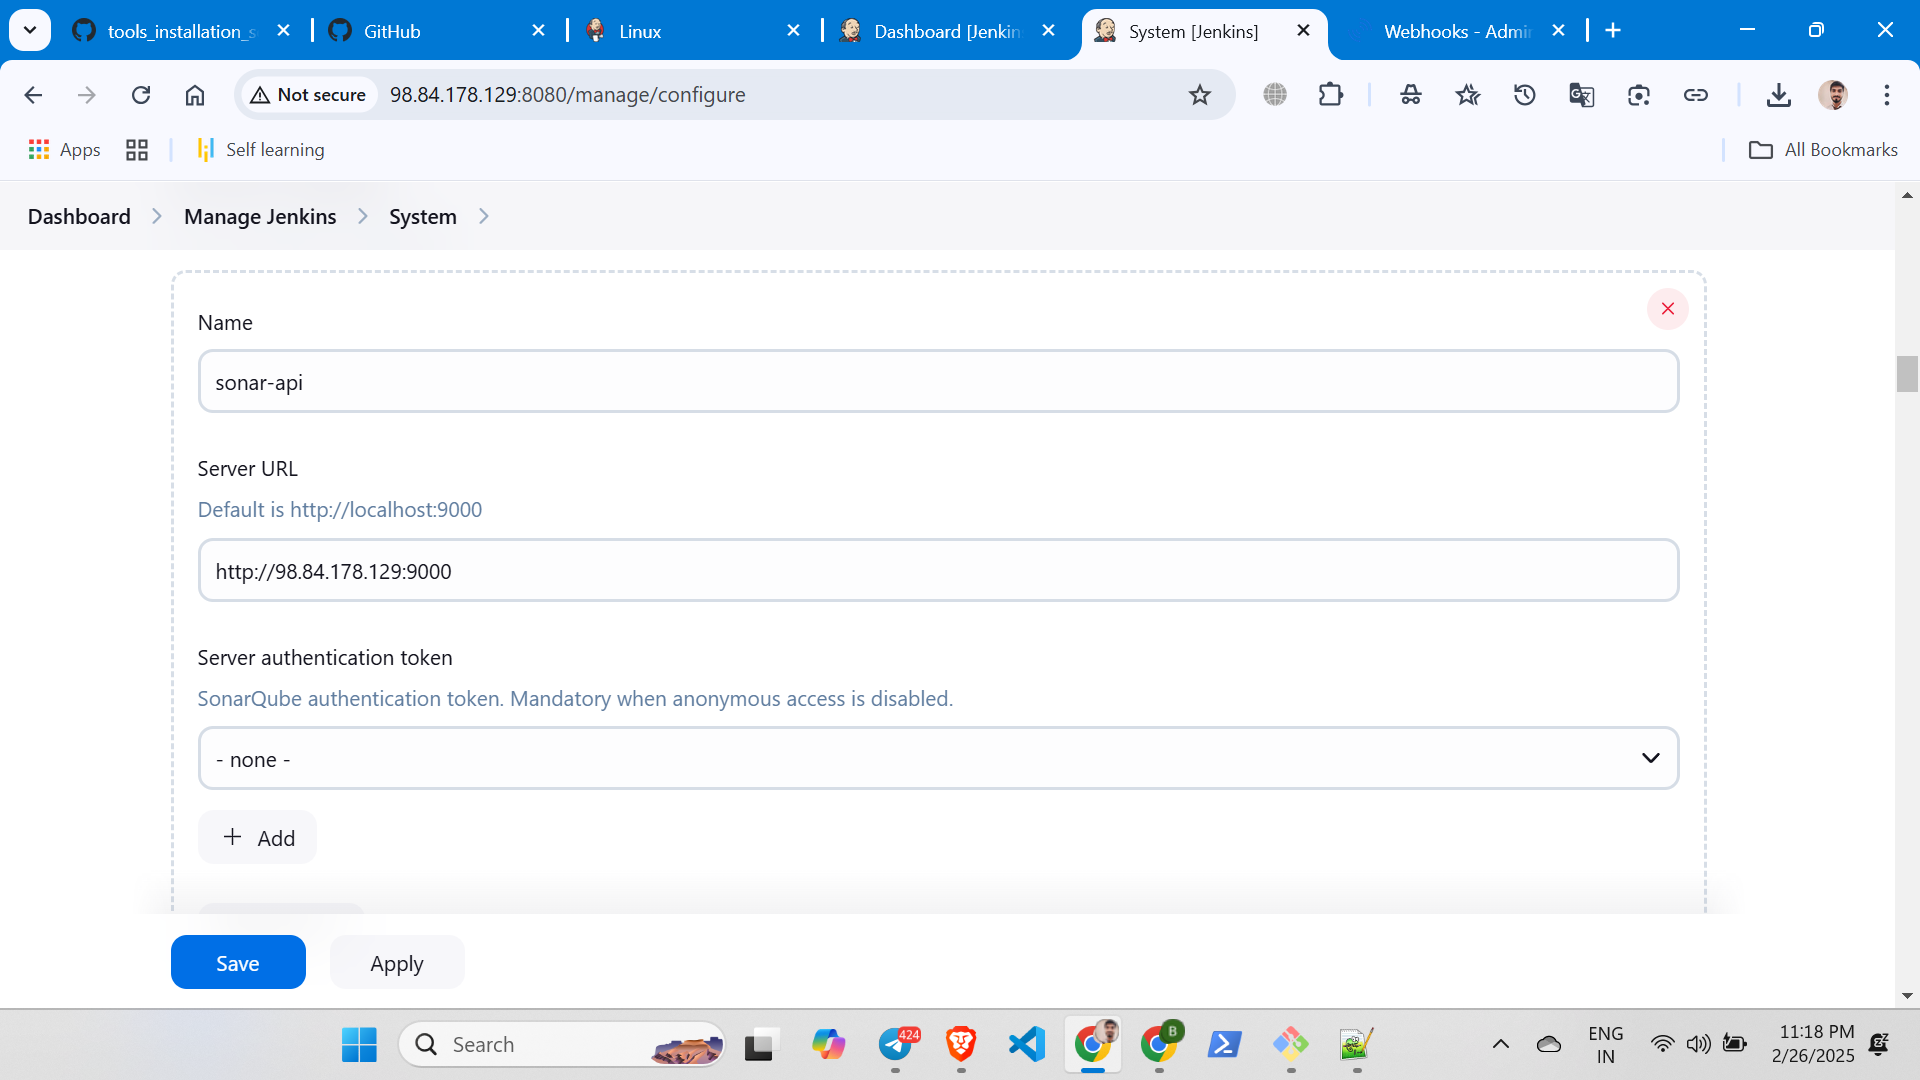 tools_installation_s
GitHub
Linux
Dashboard [Jenkin
System [Jenkins]
Webhooks - Admin
Not secure
98.84.178.129:8080/manage/configure
Apps
Self learning
All Bookmarks
Dashboard
Manage Jenkins
System
Name
sonar-api
Server URL
Default is http://localhost:9000
http://98.84.178.129:9000
Server authentication token
SonarQube authentication token. Mandatory when anonymous access is disabled.
- none -
+ Add
Save
Apply
Search
424
B
ENG
IN
11:18 PM
2/26/2025